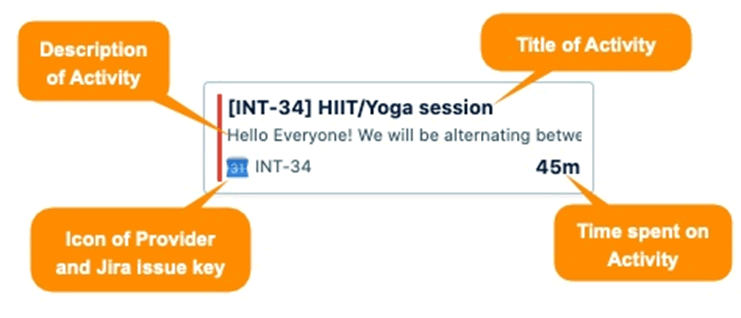 Description
of Activity
Title of Activity
[INT-34] HIIT/Yoga session
Hello Everyone! We will be alternating betwe
31 INT-34
45m
Icon of Provider
and Jira issue key
Time spent on
Activity